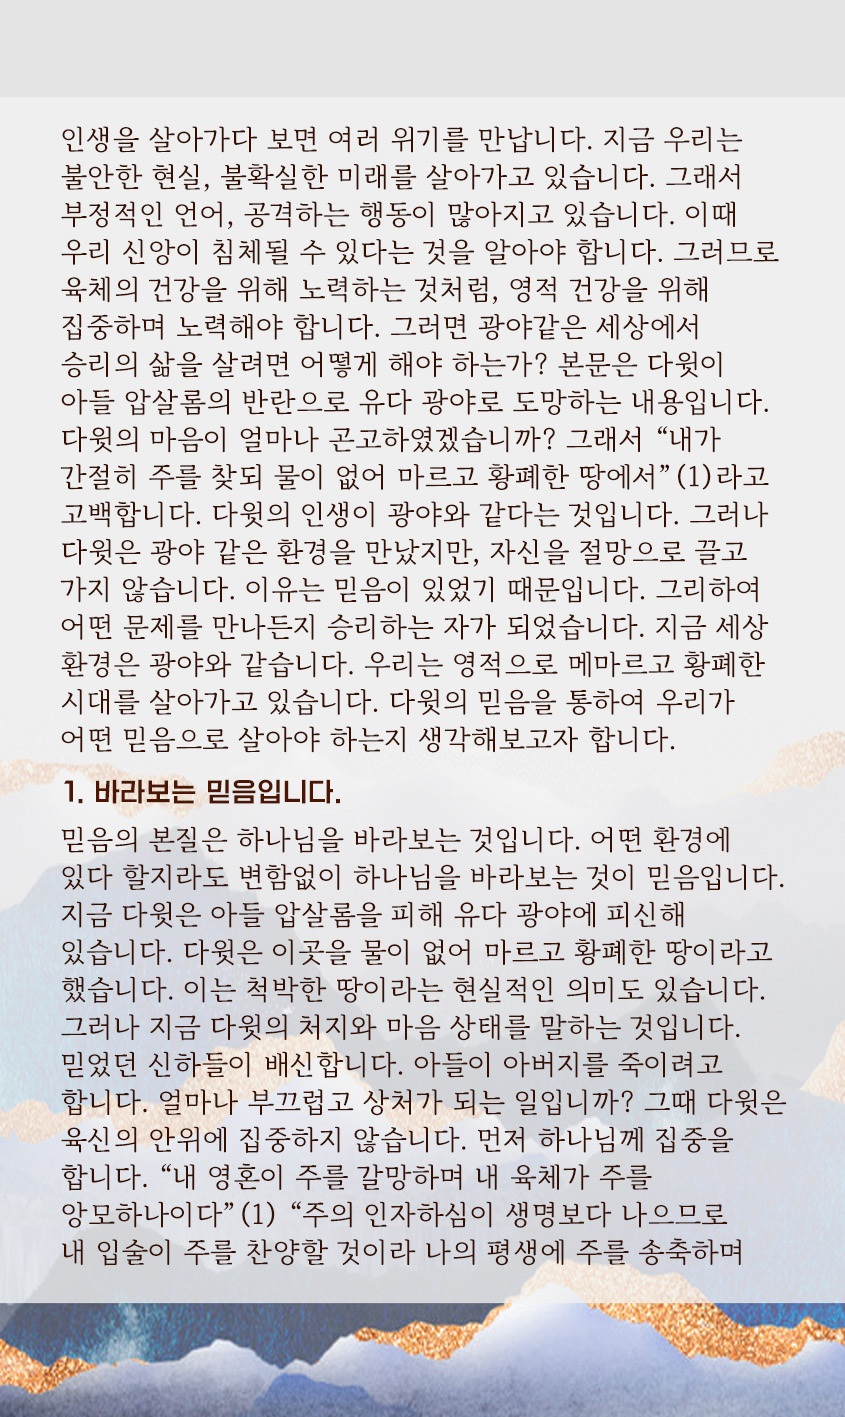 인생을 살아가다 보면 여러 위기를 만납니다. 지금 우리는
불안한 현실, 불확실한 미래를 살아가고 있습니다. 그래서
부정적인 언어, 공격하는 행동이 많아지고 있습니다. 이때
우리 신앙이 침체될 수 있다는 것을 알아야 합니다. 그러므로
육체의 건강을 위해 노력하는 것처럼, 영적 건강을 위해
집중하며 노력해야 합니다. 그러면 광야같은 세상에서
승리의 삶을 살려면 어떻게 해야 하는가? 본문은 다윗이
아들 압살롬의 반란으로 유다 광야로 도망하는 내용입니다.
다윗의 마음이 얼마나 곤고하였겠습니까? 그래서 “내가
간절히 주를 찾되 물이 없어 마르고 황폐한 땅에서”(1)라고
고백합니다. 다윗의 인생이 광야와 같다는 것입니다. 그러나
다윗은 광야 같은 환경을 만났지만, 자신을 절망으로 끌고
가지 않습니다. 이유는 믿음이 있었기 때문입니다. 그리하여
어떤 문제를 만나든지 승리하는 자가 되었습니다. 지금 세상
환경은 광야와 같습니다. 우리는 영적으로 메마르고 황폐한
시대를 살아가고 있습니다. 다윗의 믿음을 통하여 우리가
어떤 믿음으로 살아야 하는지 생각해보고자 합니다.
1. 바라보는 믿음입니다.
믿음의 본질은 하나님을 바라보는 것입니다. 어떤 환경에
있다 할지라도 변함없이 하나님을 바라보는 것이 믿음입니다.
지금 다윗은 아들 압살롬을 피해 유다 광야에 피신해
있습니다. 다윗은 이곳을 물이 없어 마르고 황폐한 땅이라고
했습니다. 이는 척박한 땅이라는 현실적인 의미도 있습니다.
그러나 지금 다윗의 처지와 마음 상태를 말하는 것입니다.
믿었던 신하들이 배신합니다. 아들이 아버지를 죽이려고
합니다. 얼마나 부끄럽고 상처가 되는 일입니까? 그때 다윗은
육신의 안위에 집중하지 않습니다. 먼저 하나님께 집중을
합니다. “내 영혼이 주를 갈망하며 내 육체가 주를
앙모하나이다”(1) “주의 인자하심이 생명보다 나으므로
내 입술이 주를 찬양할 것이라 나의 평생에 주를 송축하며